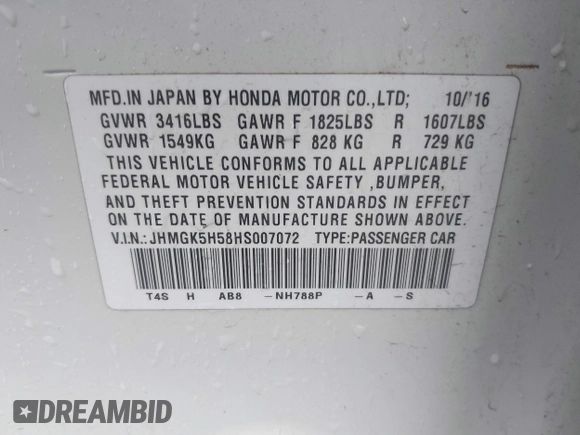 MFD.IN JAPAN BY HONDA MOTOR CO.,LTD; 10/'16
GVWR 3416LBS GAWR F 1825LBS R 1607LBS
GVWR 1549KG GAWR F 828 KG R 729 KG
THIS VEHICLE CONFORMS TO ALL APPLICABLE
FEDERAL MOTOR VEHICLE SAFETY ,BUMPER,
AND THEFT PREVENTION STANDARDS IN EFFECT
ON THE DATE OF MANUFACTURE SHOWN ABOVE.
V.I.N.:JHMGK5H58HS007072 TYPE:PASSENGER CAR
T4S H AB8 -NH788P -A -S
DREAMBID